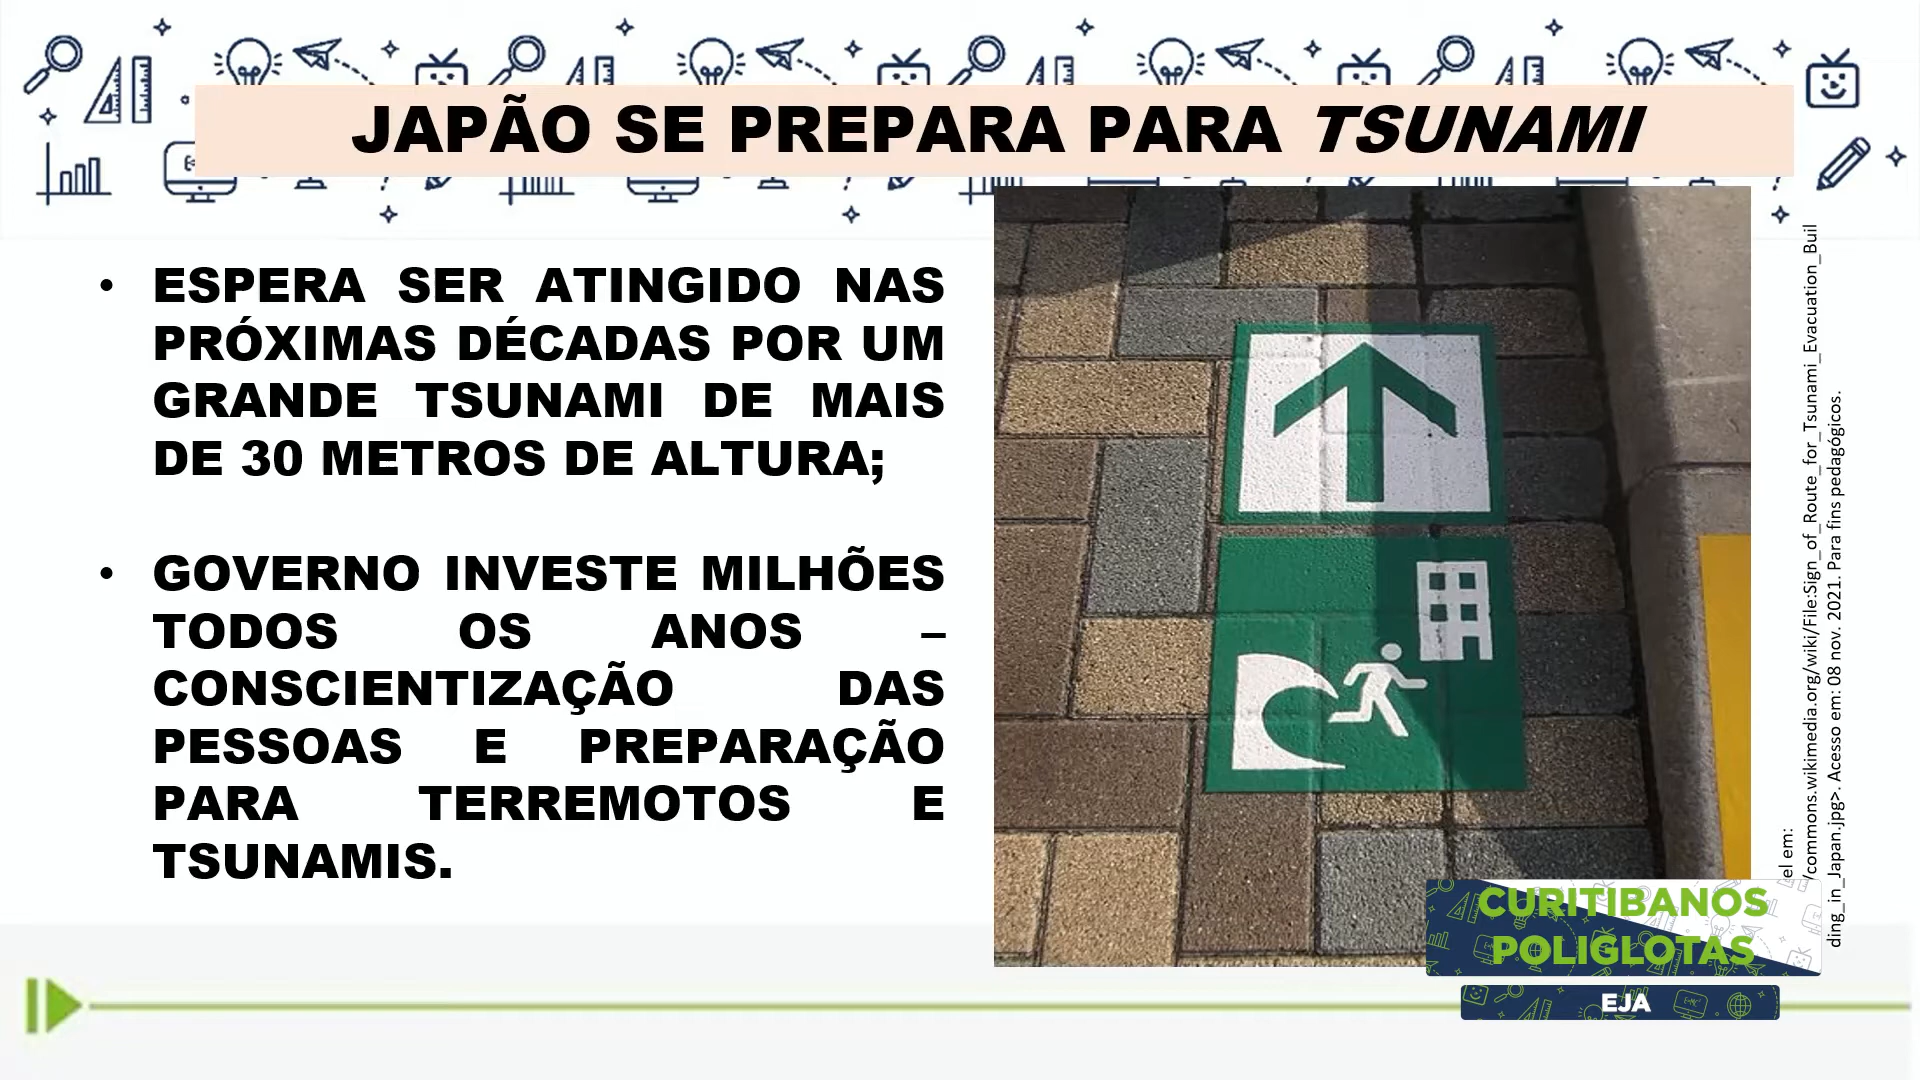 JAPÃO SE PREPARA PARA TSUNAMI
• ESPERA SER ATINGIDO NAS
PRÓXIMAS DÉCADAS POR UM
GRANDE TSUNAMI DE MAIS
DE 30 METROS DE ALTURA;
• GOVERNO INVESTE MILHÕES
TODOS OS ANOS –
CONSCIENTIZAÇÃO DAS
PESSOAS E PREPARAÇÃO
PARA TERREMOTOS E
TSUNAMIS.
el em:
/commons.wikimedia.org/wiki/File:Sign_of_Route_for_Tsunami_Evacuation_Buil
ding_in_Japan.jpg>. Acesso em: 08 nov. 2021. Para fins pedagógicos.
CURITIBANOS
POLIGLOTAS
EJA